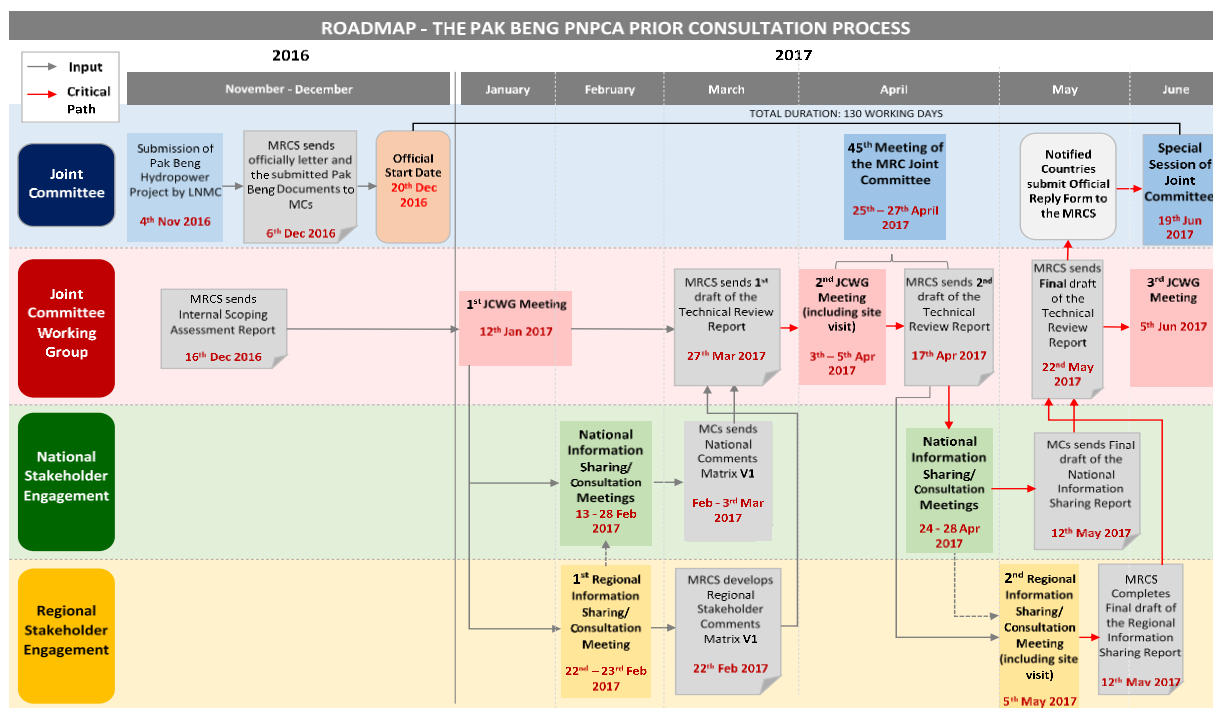 ROADMAP - THE PAK BENG PNPCA PRIOR CONSULTATION PROCESS
2016
2017
Input
Critical
Path
November - December
January
February
March
April
May
June
TOTAL DURATION: 130 WORKING DAYS
Joint
Committee
Submission of
Pak Beng
Hydropower
Project by LNMC
4th Nov 2016
MRCS sends
officially letter and
the submitted Pak
Beng Documents to
MCs
6th Dec 2016
Official
Start Date
20th Dec
2016
45th Meeting of
the MRC Joint
Committee
25th – 27th April
2017
Notified
Countries
submit Official
Reply Form to
the MRCS
Special
Session of
Joint
Committee
19th Jun
2017
Joint
Committee
Working
Group
MRCS sends
Internal Scoping
Assessment Report
16th Dec 2016
1st JCWG Meeting
12th Jan 2017
MRCS sends 1st
draft of the
Technical Review
Report
27th Mar 2017
2nd JCWG
Meeting
(including site
visit)
3th – 5th Apr
2017
MRCS sends 2nd
draft of the
Technical
Review Report
17th Apr 2017
MRCS sends
Final draft
of the
Technical
Review
Report
22nd May
2017
3rd JCWG
Meeting
5th Jun 2017
National
Stakeholder
Engagement
National
Information
Sharing/
Consultation
Meetings
13 - 28 Feb
2017
MCs sends
National
Comments
Matrix V1
Feb - 3rd Mar
2017
National
Information
Sharing/
Consultation
Meetings
24 - 28 Apr
2017
MCs sends Final
draft of the
National
Information
Sharing Report
12th May 2017
Regional
Stakeholder
Engagement
1st Regional
Information
Sharing/
Consultation
Meeting
22nd – 23rd Feb
2017
MRCS develops
Regional
Stakeholder
Comments
Matrix V1
22th Feb 2017
2nd Regional
Information
Sharing/
Consultation
Meeting
(including site
visit)
5th May 2017
MRCS
Completes
Final draft of
the Regional
Information
Sharing Report
12th May 2017